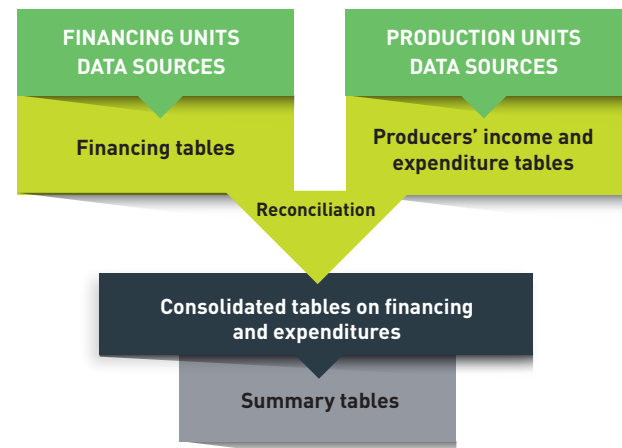 FINANCING UNITS
DATA SOURCES
PRODUCTION UNITS
DATA SOURCES
Financing tables
Producers’ income and
expenditure tables
Reconciliation
Consolidated tables on financing
and expenditures
Summary tables